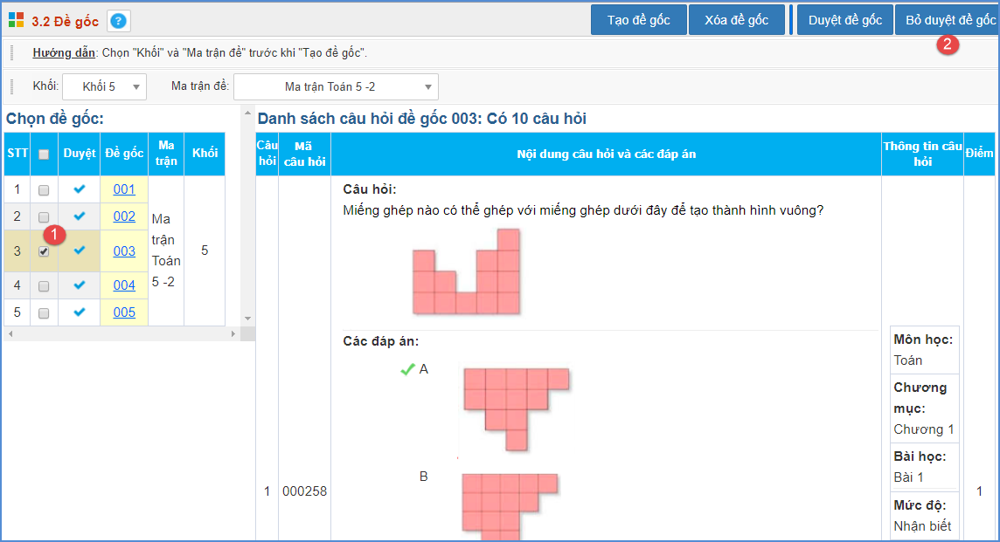 3.2 Đề gốc ?
Tạo đề gốc
Xóa đề gốc
Duyệt đề gốc
Bỏ duyệt đề gốc
2
Hướng dẫn: Chọn "Khối" và "Ma trận đề" trước khi "Tạo đề gốc".
Khối: Khối 5 Ma trận đề: Ma trận Toán 5 -2
Chọn đề gốc:
STT Duyệt Đề gốc Ma trận Khối
1 001
2 002
1
3 003
4 004
5 005
Ma
trận
Toán
5 -2
5
Danh sách câu hỏi đề gốc 003: Có 10 câu hỏi
Câu hỏi
Mã câu hỏi
Nội dung câu hỏi và các đáp án
Thông tin câu hỏi
Điểm
1
000258
Câu hỏi:
Miếng ghép nào có thể ghép với miếng ghép dưới đây để tạo thành hình vuông?
Các đáp án:
A
B
Môn học:
Toán
Chương
mục:
Chương 1
Bài học:
Bài 1
Mức độ:
Nhận biết
1